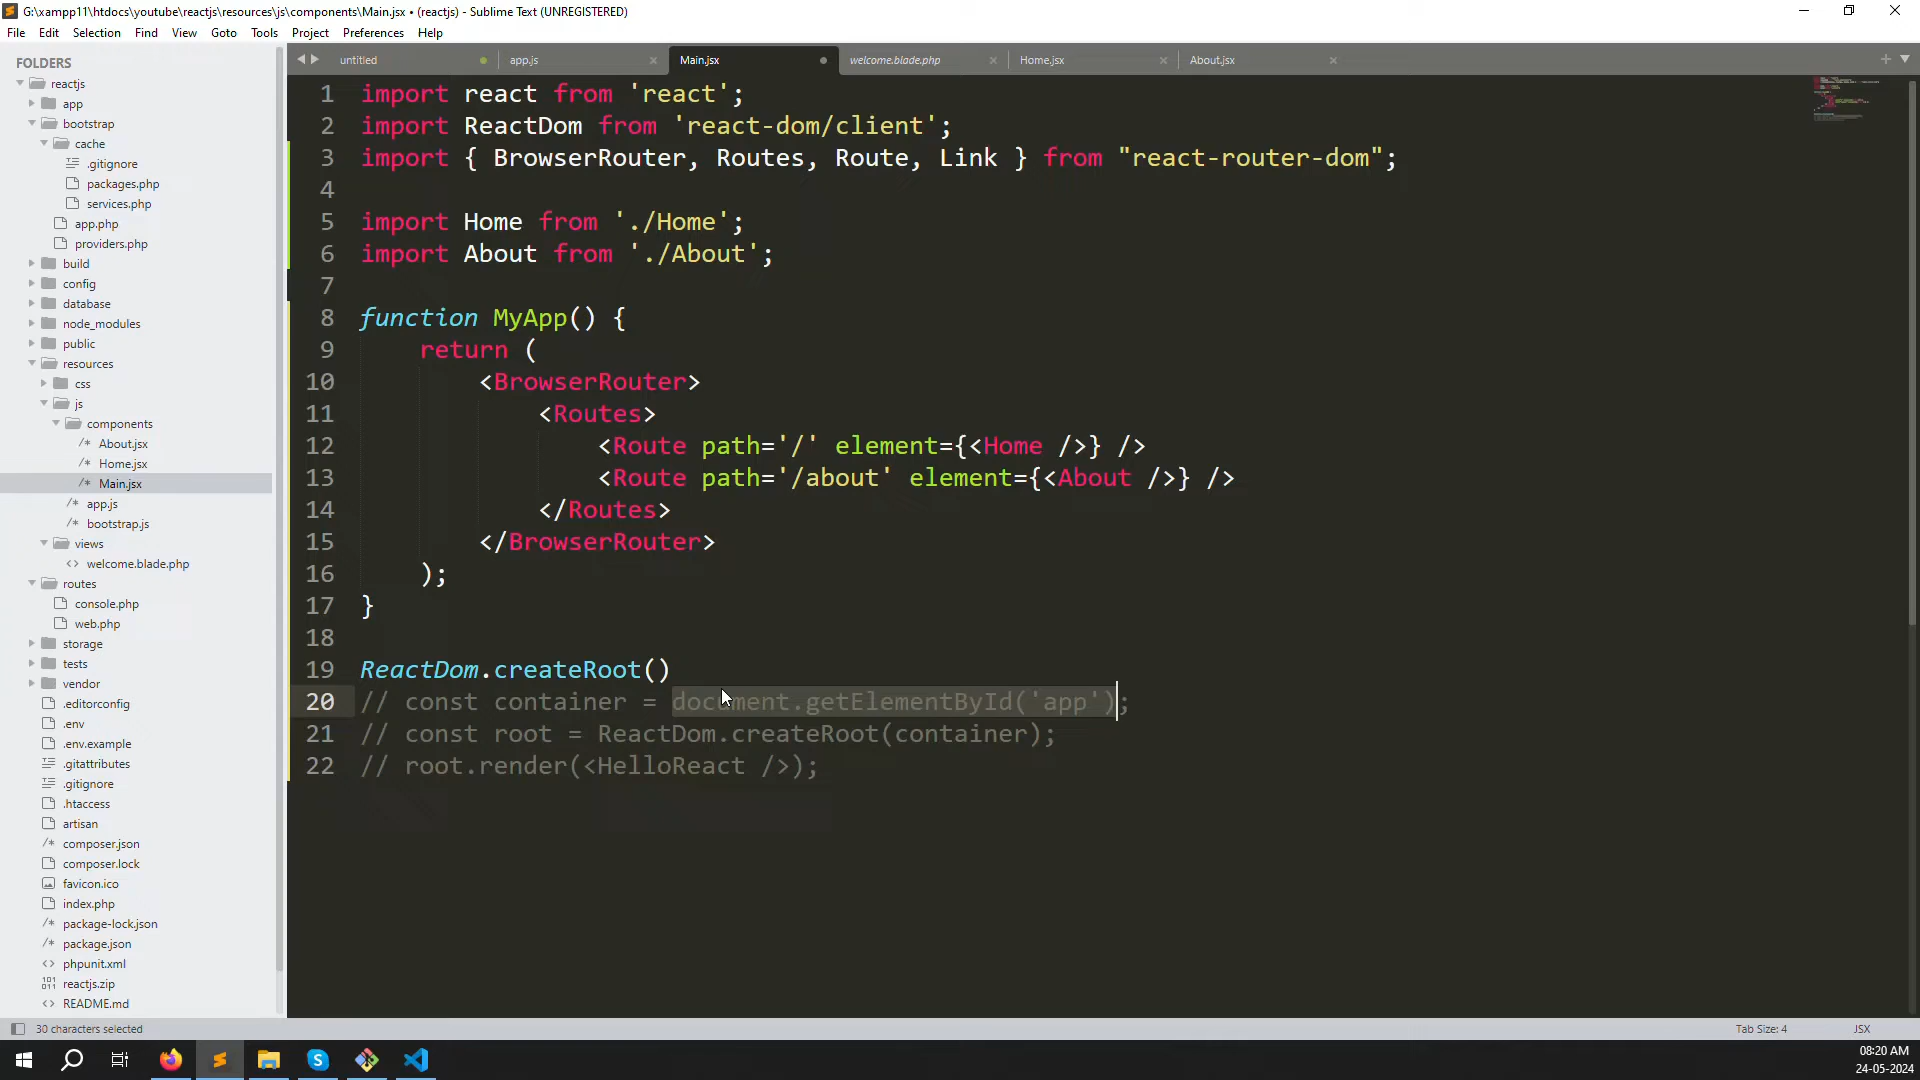 G:\xampp11\htdocs\youtube\reactjs\resources\js\components\Main.jsx • (reactjs) - Sublime Text (UNREGISTERED)
File Edit Selection Find View Goto Tools Project Preferences Help
FOLDERS
reactjs
app
bootstrap
cache
.gitignore
packages.php
services.php
app.php
providers.php
build
config
database
node_modules
public
resources
css
js
components
About.jsx
Home.jsx
Main.jsx
app.js
bootstrap.js
views
welcome.blade.php
routes
console.php
web.php
storage
tests
vendor
.editorconfig
.env
.env.example
.gitattributes
.gitignore
.htaccess
artisan
composer.json
composer.lock
favicon.ico
index.php
package-lock.json
package.json
phpunit.xml
reactjs.zip
README.md
untitled app.js Main.jsx welcome.blade.php Home.jsx About.jsx
1 import react from 'react';
2 import ReactDom from 'react-dom/client';
3 import { BrowserRouter, Routes, Route, Link } from "react-router-dom";
4
5 import Home from './Home';
6 import About from './About';
7
8 function MyApp() {
9 return (
10 <BrowserRouter>
11 <Routes>
12 <Route path='/' element={<Home />} />
13 <Route path='/about' element={<About />} />
14 </Routes>
15 </BrowserRouter>
16 );
17 }
18
19 ReactDom.createRoot()
20 // const container = document.getElementById('app');
21 // const root = ReactDom.createRoot(container);
22 // root.render(<HelloReact />);
30 characters selected
Tab Size: 4
JSX
08:20 AM
24-05-2024